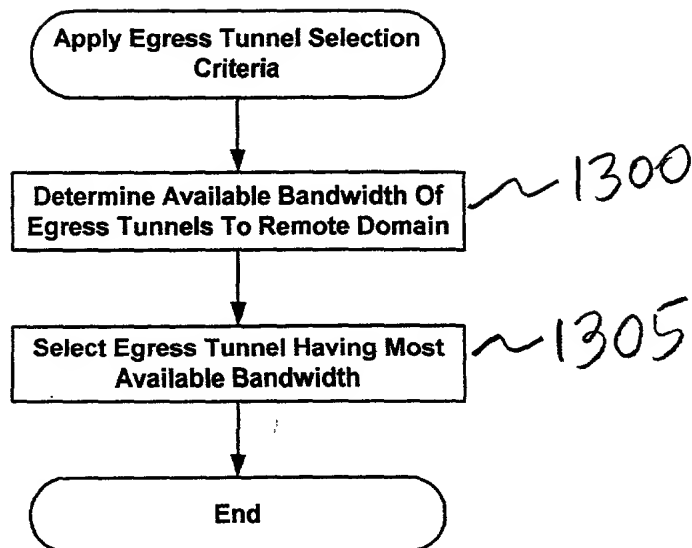 Apply Egress Tunnel Selection
Criteria
Determine Available Bandwidth Of
Egress Tunnels To Remote Domain
1300
Select Egress Tunnel Having Most
Available Bandwidth
1305
End